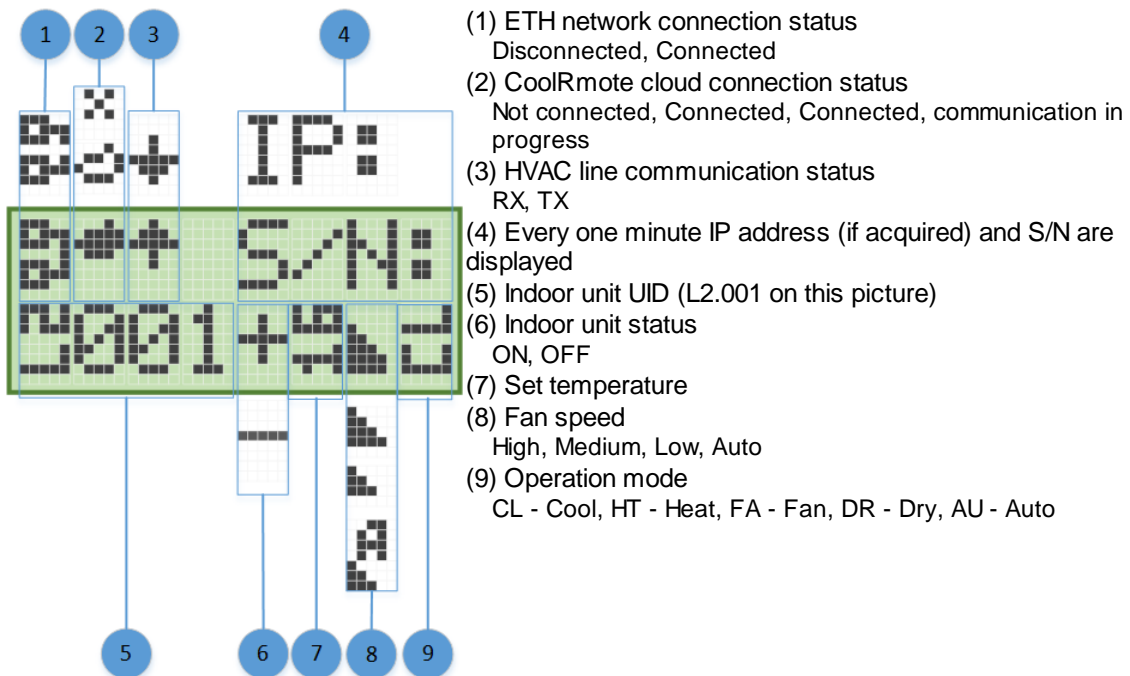 1 2 3 4
IP:
S/N:
001
5 6 7 8 9
(1) ETH network connection status
Disconnected, Connected
(2) CoolRmote cloud connection status
Not connected, Connected, Connected, communication in
progress
(3) HVAC line communication status
RX, TX
(4) Every one minute IP address (if acquired) and S/N are
displayed
(5) Indoor unit UID (L2.001 on this picture)
(6) Indoor unit status
ON, OFF
(7) Set temperature
(8) Fan speed
High, Medium, Low, Auto
(9) Operation mode
CL - Cool, HT - Heat, FA - Fan, DR - Dry, AU - Auto